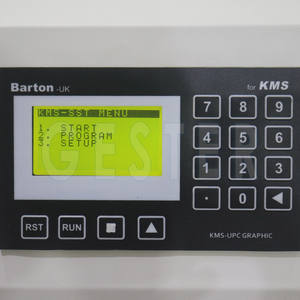 Barton -UK
for KMS
KMS-SST MENU
1. START
2. PROGRAM
3. SETUP
7 8 9
4 5 6
1 2 3
. 0
RST RUN
KMS-UPC GRAPHIC
GESTER